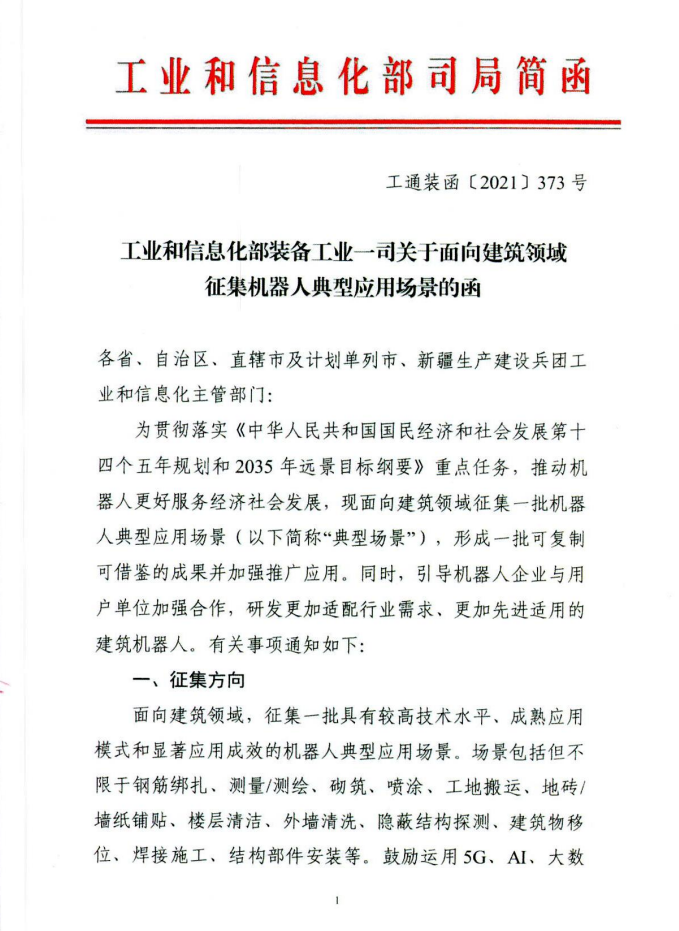 工业和信息化部司局简函
工通装函〔2021〕373 号
工业和信息化部装备工业一司关于面向建筑领域
征集机器人典型应用场景的函
各省、自治区、直辖市及计划单列市、新疆生产建设兵团工
业和信息化主管部门:
为贯彻落实《中华人民共和国国民经济和社会发展第十
四个五年规划和 2035 年远景目标纲要》重点任务，推动机
器人更好服务经济社会发展，现面向建筑领域征集一批机器
人典型应用场景（以下简称“典型场景”），形成一批可复制
可借鉴的成果并加强推广应用。同时，引导机器人企业与用
户单位加强合作，研发更加适配行业需求、更加先进适用的
建筑机器人。有关事项通知如下:
一、征集方向
面向建筑领域，征集一批具有较高技术水平、成熟应用
模式和显著应用成效的机器人典型应用场景。场景包括但不
限于钢筋绑扎、测量/测绘、砌筑、喷涂、工地搬运、地砖/
墙纸铺贴、楼层清洁、外墙清洗、隐蔽结构探测、建筑物移
位、焊接施工、结构部件安装等。鼓励运用 5G、AI、大数
1